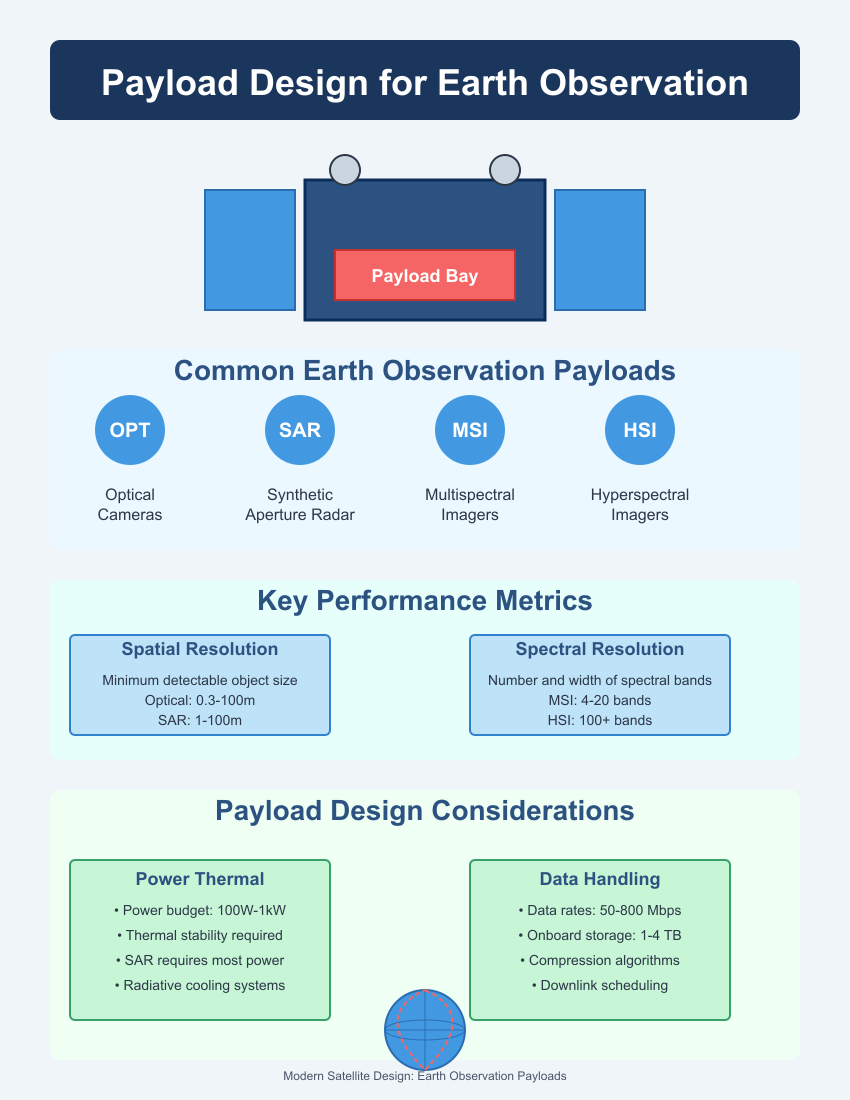 Payload Design for Earth Observation
Payload Bay
Common Earth Observation Payloads
OPT
SAR
MSI
HSI
Optical
Cameras
Synthetic
Aperture Radar
Multispectral
Imagers
Hyperspectral
Imagers
Key Performance Metrics
Spatial Resolution
Minimum detectable object size
Optical: 0.3-100m
SAR: 1-100m
Spectral Resolution
Number and width of spectral bands
MSI: 4-20 bands
HSI: 100+ bands
Payload Design Considerations
Power Thermal
• Power budget: 100W-1kW
• Thermal stability required
• SAR requires most power
• Radiative cooling systems
Data Handling
• Data rates: 50-800 Mbps
• Onboard storage: 1-4 TB
• Compression algorithms
• Downlink scheduling
Modern Satellite Design: Earth Observation Payloads